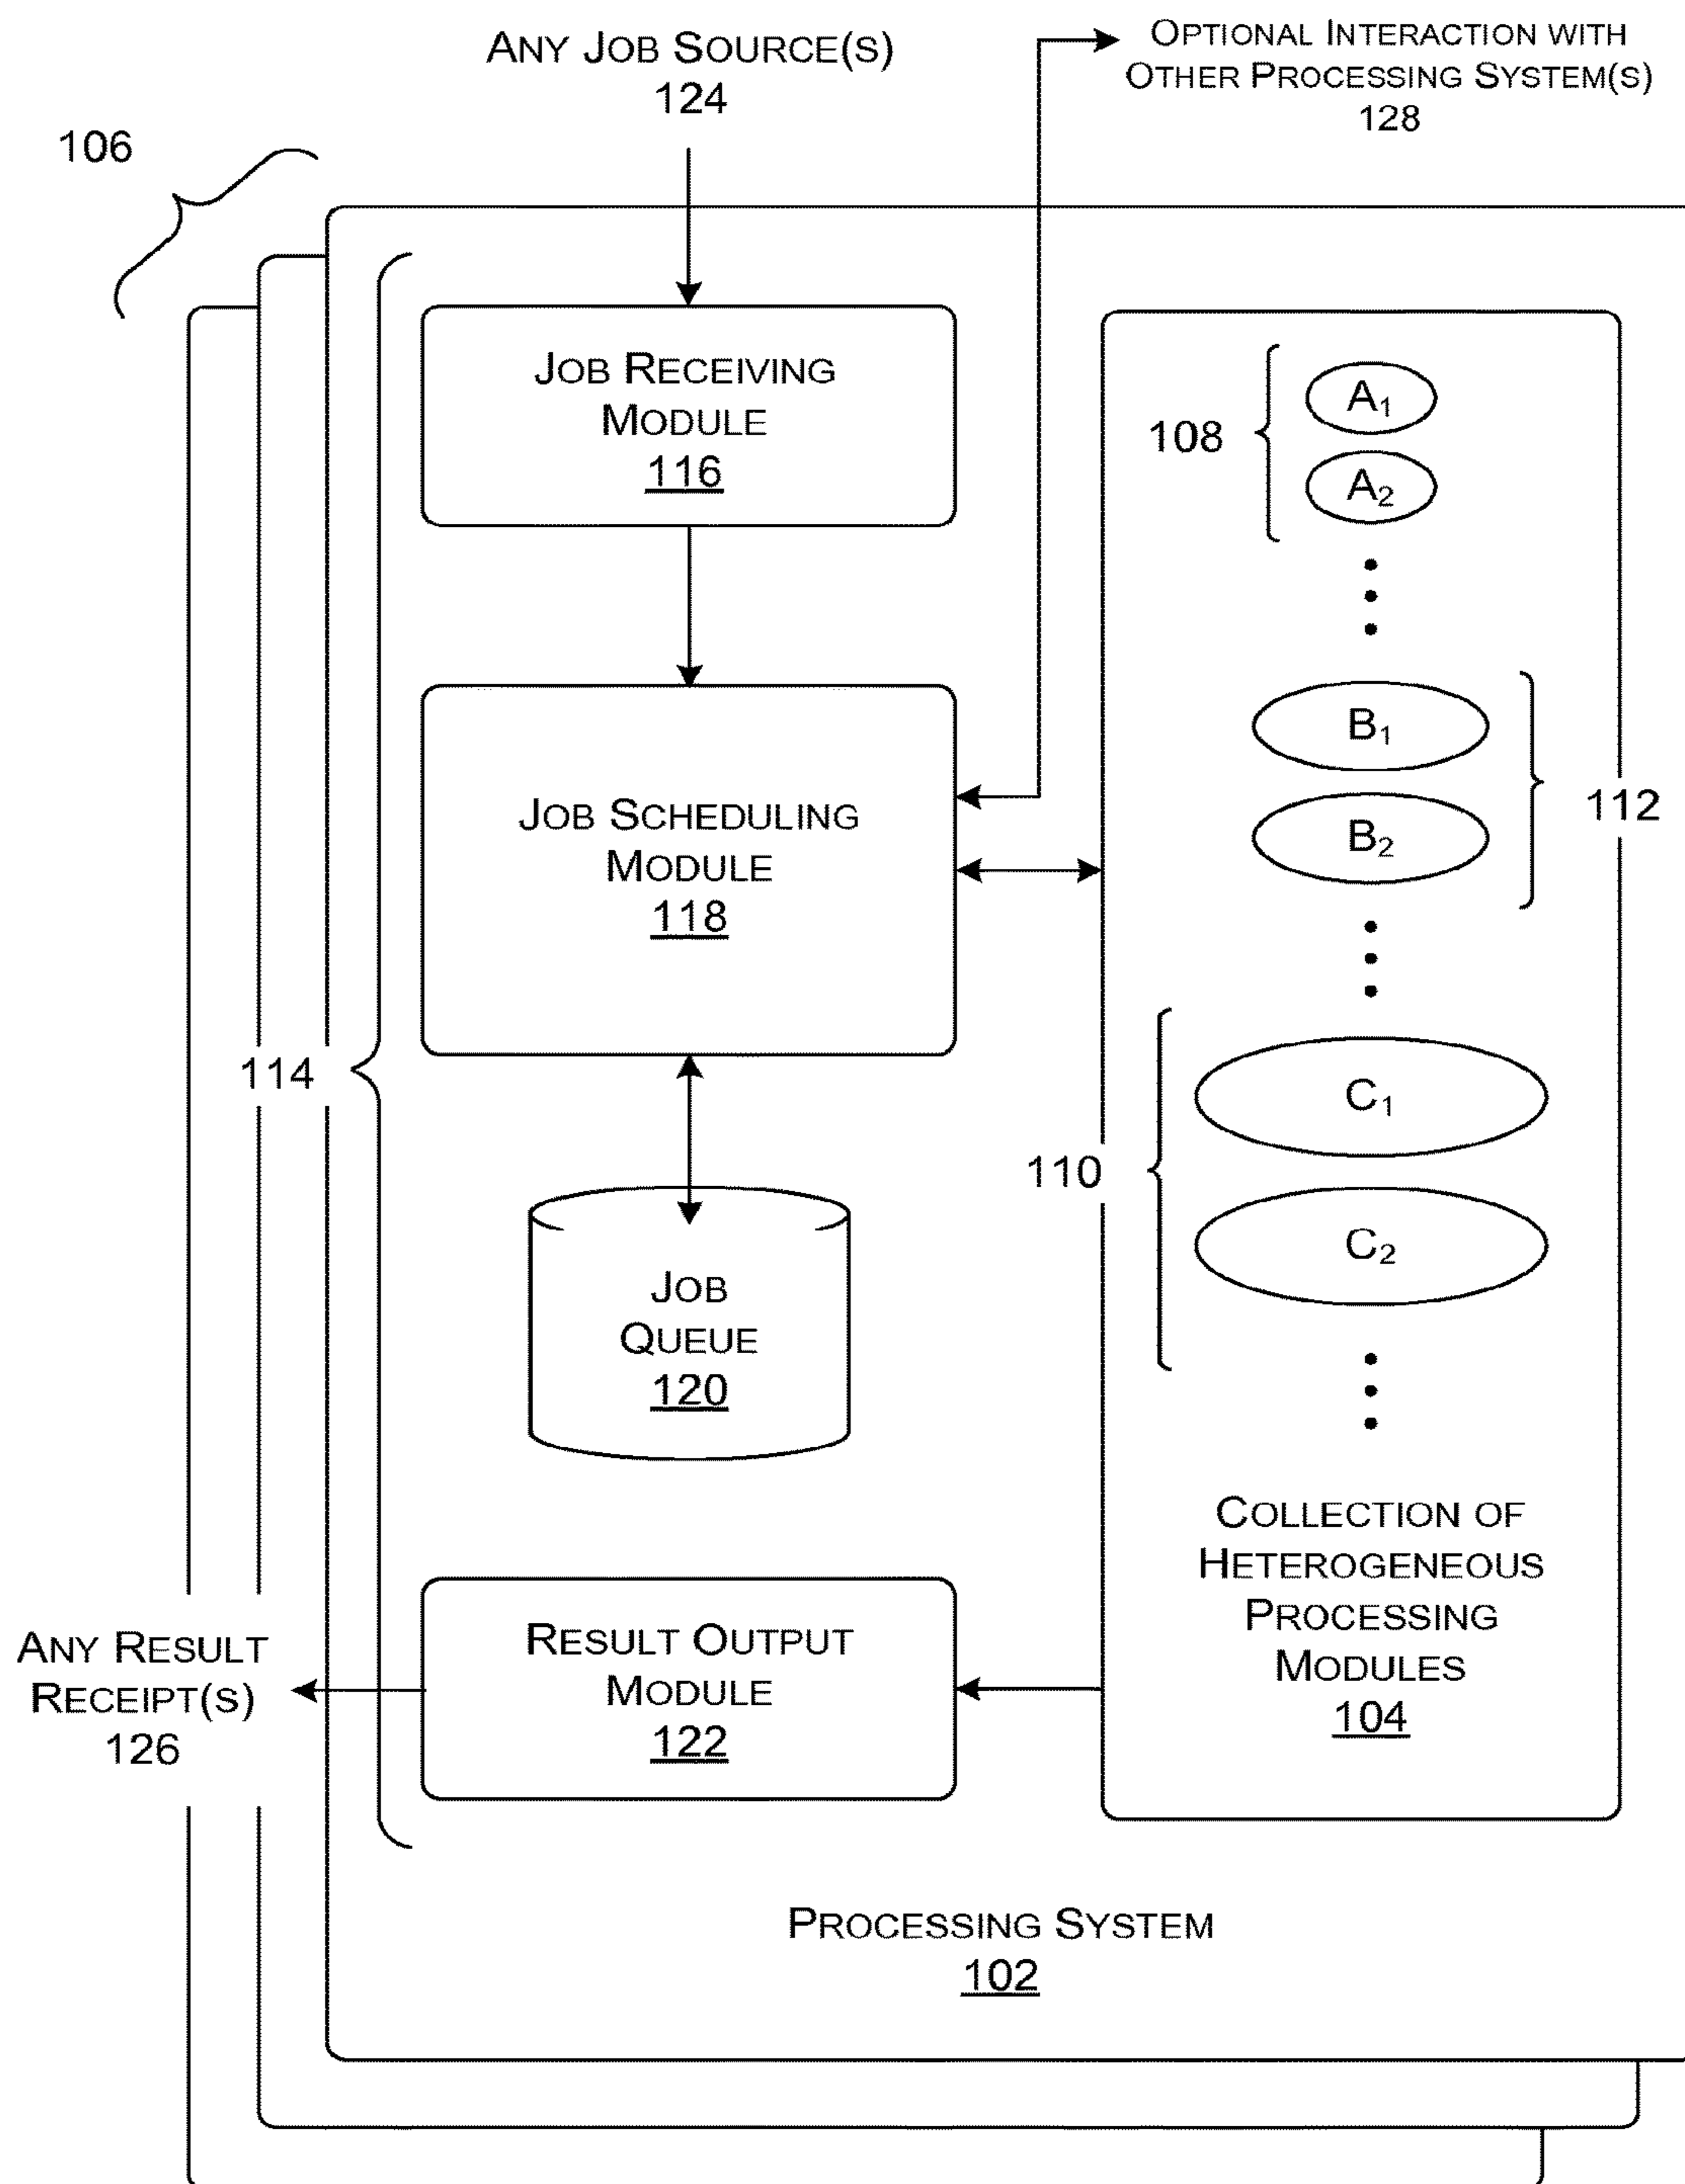 ANY JOB SOURCE(S)
124
OPTIONAL INTERACTION WITH
OTHER PROCESSING SYSTEM(S)
128
106
JOB RECEIVING
MODULE
116
108
A1
A2
B1
B2
112
JOB SCHEDULING
MODULE
118
114
110
C1
C2
JOB
QUEUE
120
COLLECTION OF
HETEROGENEOUS
PROCESSING
MODULES
104
ANY RESULT
RECEIPT(S)
126
RESULT OUTPUT
MODULE
122
PROCESSING SYSTEM
102